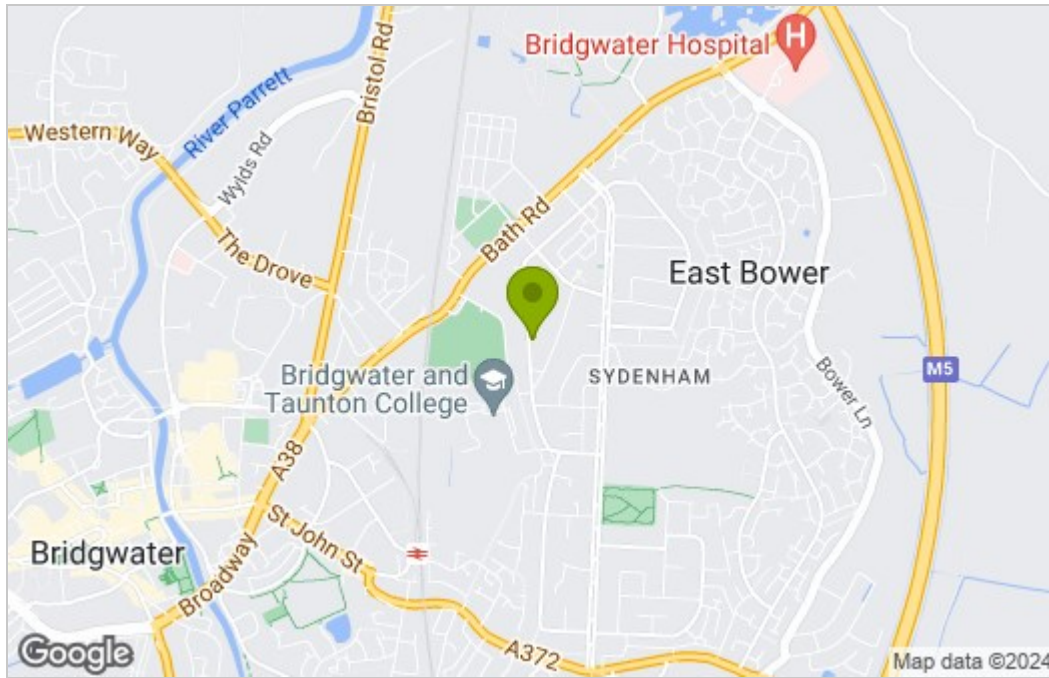 Bridgwater Hospital
H
River Parrett
Bristol Rd
Western Way
Wylds Rd
Bath Rd
The Drove
East Bower
Bridgwater and
Taunton College
SYDENHAM
M5
Bower Ln
A38
St John St
Bridgwater
Broadway
A372
Google
Map data ©2024